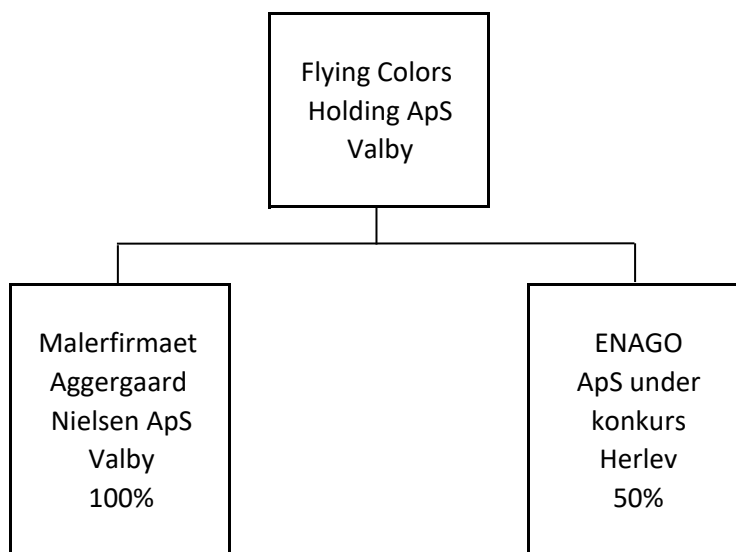 Flying Colors
Holding ApS
Valby
Malerfirmaet
Aggergaard
Nielsen ApS
Valby
100%
ENAGO
ApS under
konkurs
Herlev
50%